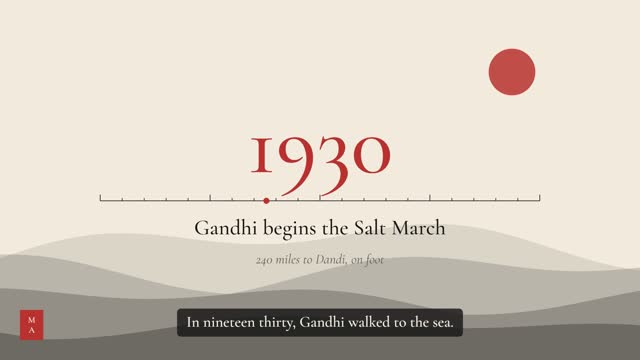 1930
Gandhi begins the Salt March
240 miles to Dandi, on foot
In nineteen thirty, Gandhi walked to the sea.
M
A